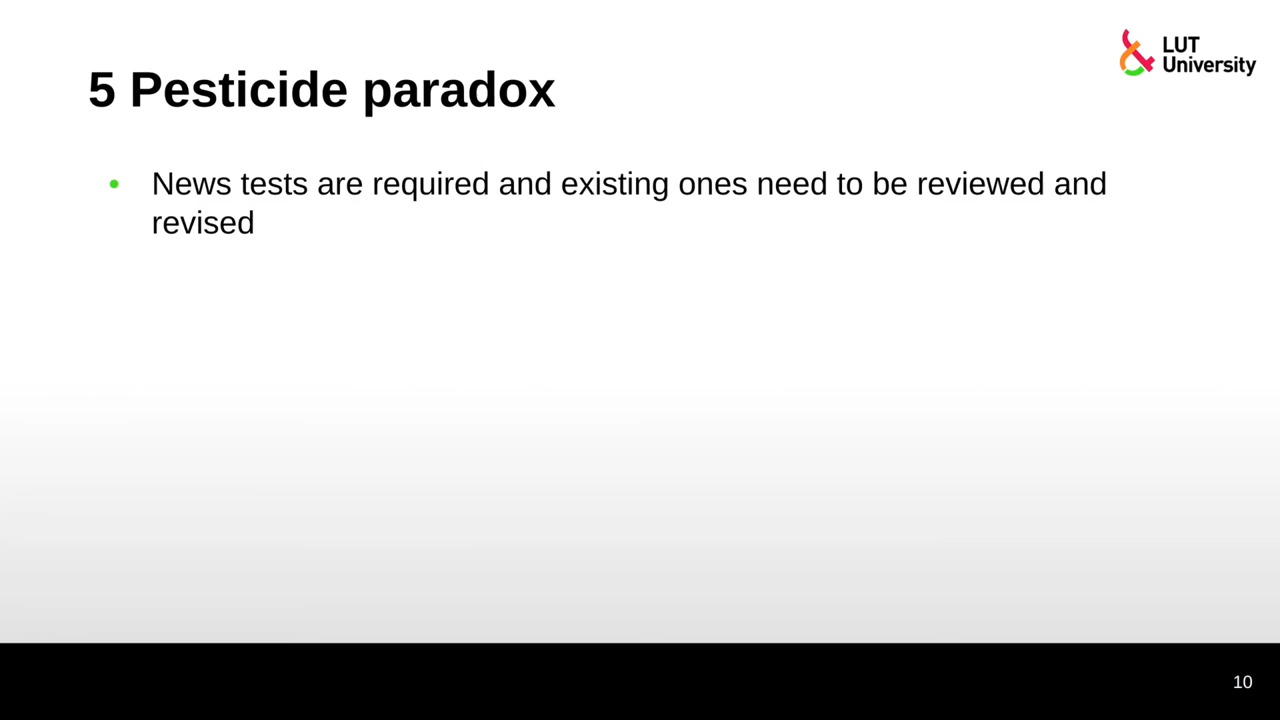 LUT
University
5 Pesticide paradox
• News tests are required and existing ones need to be reviewed and
revised
10